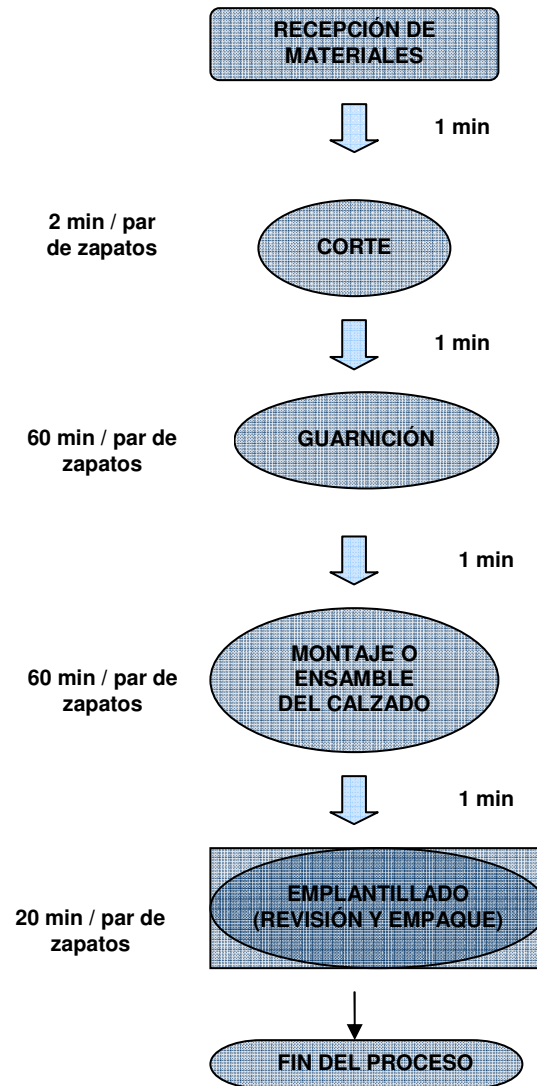 RECEPCIÓN DE
MATERIALES
1 min
2 min / par
de zapatos
CORTE
1 min
60 min / par de
zapatos
GUARNICIÓN
1 min
60 min / par de
zapatos
MONTAJE O
ENSAMBLE
DEL CALZADO
1 min
20 min / par de
zapatos
EMPLANTILLADO
(REVISIÓN Y EMPAQUE)
FIN DEL PROCESO